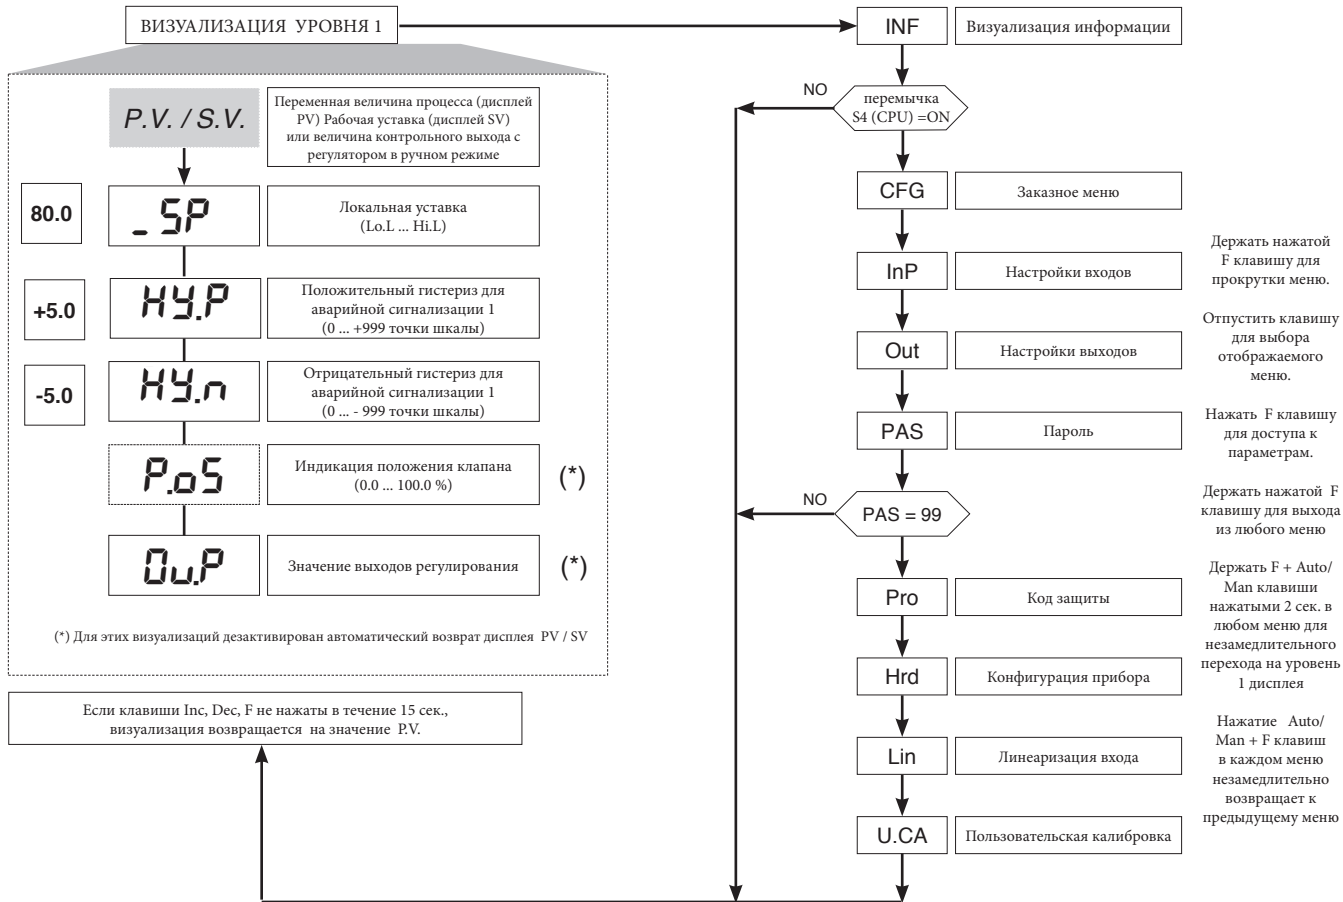 ВИЗУАЛИЗАЦИЯ УРОВНЯ 1
P.V. / S.V.
Переменная величина процесса (дисплей
PV) Рабочая уставка (дисплей SV)
или величина контрольного выхода с
регулятором в ручном режиме
80.0
_SP
Локальная уставка
(Lo.L ... Hi.L)
+5.0
HY.P
Положительный гистериз для
аварийной сигнализации 1
(0 ... +999 точки шкалы)
-5.0
HY.n
Отрицательный гистериз для
аварийной сигнализации 1
(0 ... - 999 точки шкалы)
P.oS
Индикация положения клапана
(0.0 ... 100.0 %)
(*)
Ou.P
Значение выходов регулирования
(*)
(*) Для этих визуализаций дезактивирован автоматический возврат дисплея PV / SV
Если клавиши Inc, Dec, F не нажаты в течение 15 сек.,
визуализация возвращается на значение P.V.
INF
Визуализация информации
NO
перемычка
S4 (CPU) =ON
CFG
Заказное меню
InP
Настройки входов
Out
Настройки выходов
PAS
Пароль
NO
PAS = 99
Pro
Код защиты
Hrd
Конфигурация прибора
Lin
Линеаризация входа
U.CA
Пользовательская калибровка
Держать нажатой
F клавишу для
прокрутки меню.
Отпустить клавишу
для выбора
отображаемого
меню.
Нажать F клавишу
для доступа к
параметрам.
Держать нажатой F
клавишу для выхода
из любого меню
Держать F + Auto/
Man клавиши
нажатыми 2 сек. в
любом меню для
незамедлительного
перехода на уровень
1 дисплея
Нажатие Auto/
Man + F клавиш
в каждом меню
незамедлительно
возвращает к
предыдущему меню